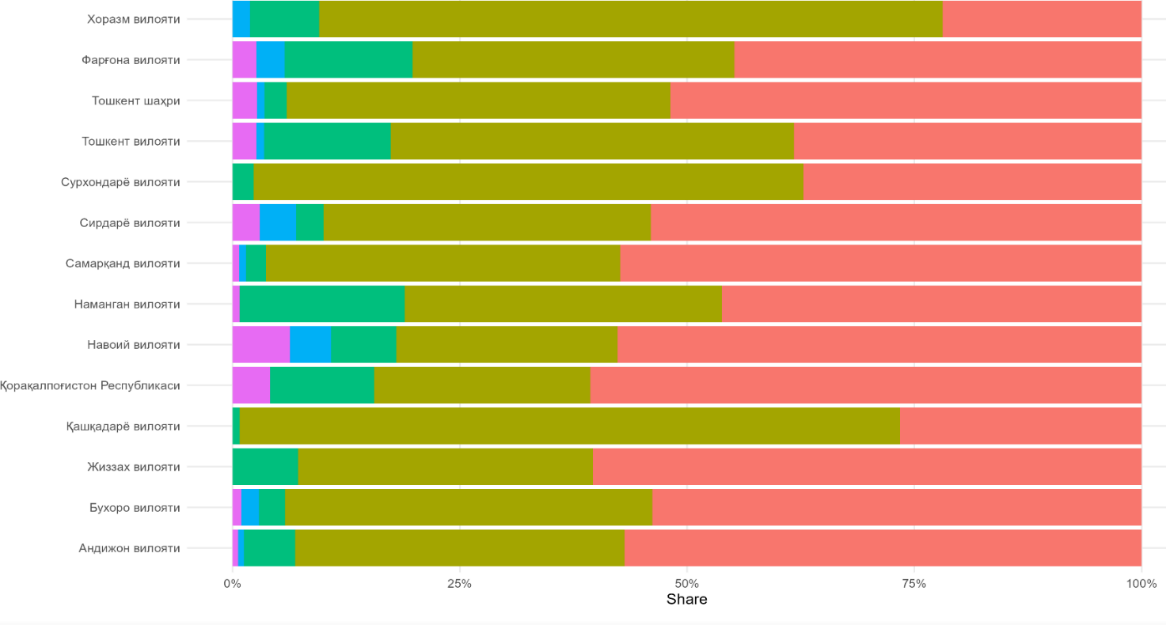 Хоразм вилояти
Фарғона вилояти
Тошкент шаҳри
Тошкент вилояти
Сурхондарё вилояти
Сирдарё вилояти
Самарқанд вилояти
Наманган вилояти
Навоий вилояти
Қорақалпоғистон Республикаси
Қашқадарё вилояти
Жиззах вилояти
Бухоро вилояти
Андижон вилояти
0% 25% 50% 75% 100%
Share